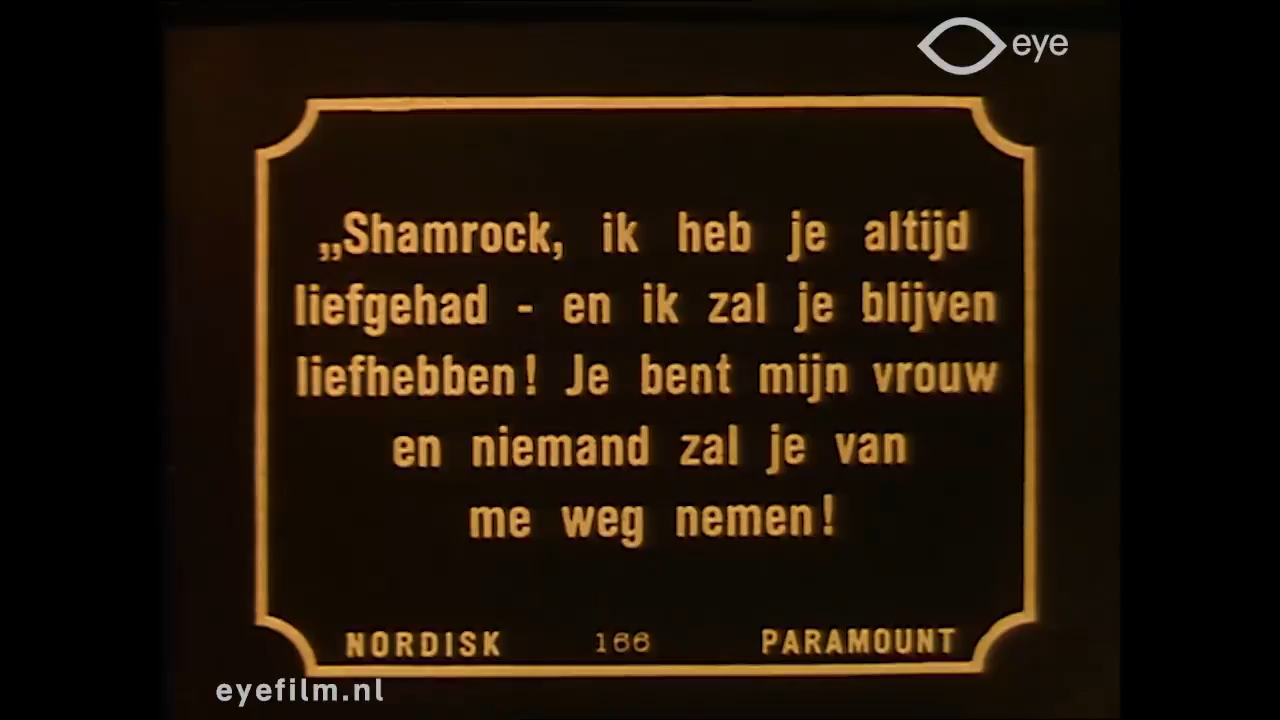 eye
„Shamrock, ik heb je altijd
liefgehad - en ik zal je blijven
liefhebben! Je bent mijn vrouw
en niemand zal je van
me weg nemen!
NORDISK 166 PARAMOUNT
eyefilm.nl